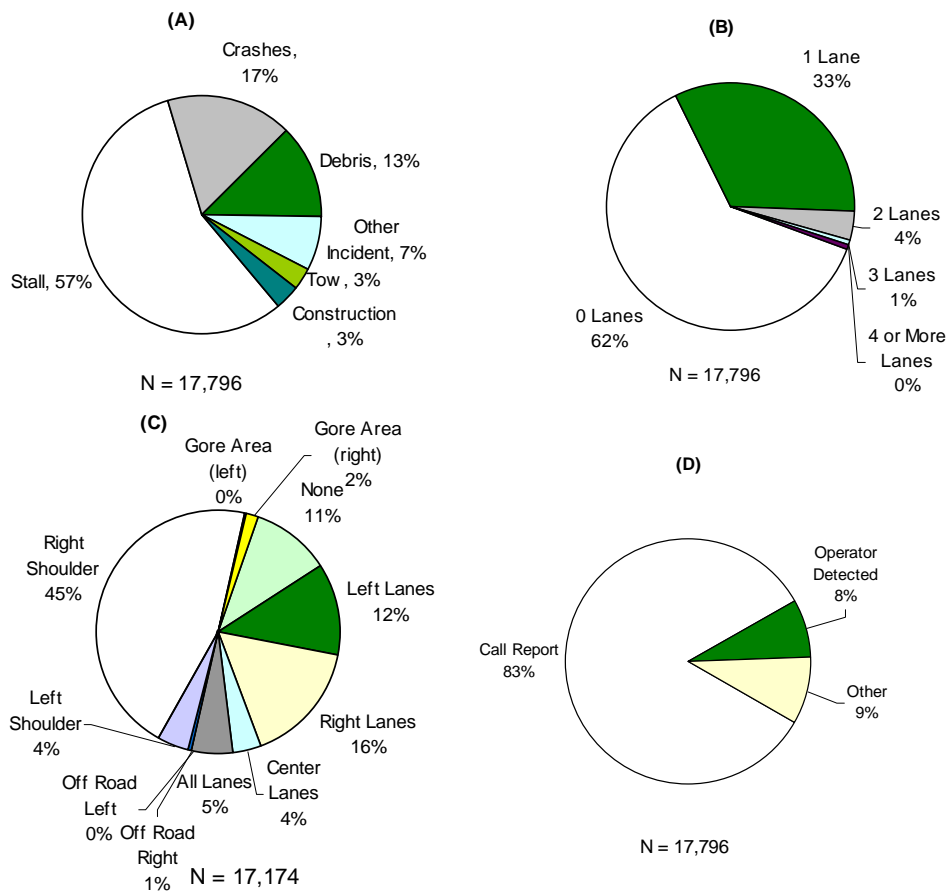 (A)
Crashes,
17%
Debris, 13%
Other
Incident, 7%
Tow , 3%
Construction
, 3%
Stall, 57%
N = 17,796
(B)
1 Lane
33%
2 Lanes
4%
3 Lanes
1%
4 or More
Lanes
0%
0 Lanes
62%
N = 17,796
(C)
Gore Area
(left)
0%
Gore Area
(right)
2%
None
11%
Left Lanes
12%
Right Lanes
16%
Center
Lanes
4%
All Lanes
5%
Off Road
Right
1%
Off Road
Left
0%
Left
Shoulder
4%
Right
Shoulder
45%
N = 17,174
(D)
Operator
Detected
8%
Other
9%
Call Report
83%
N = 17,796